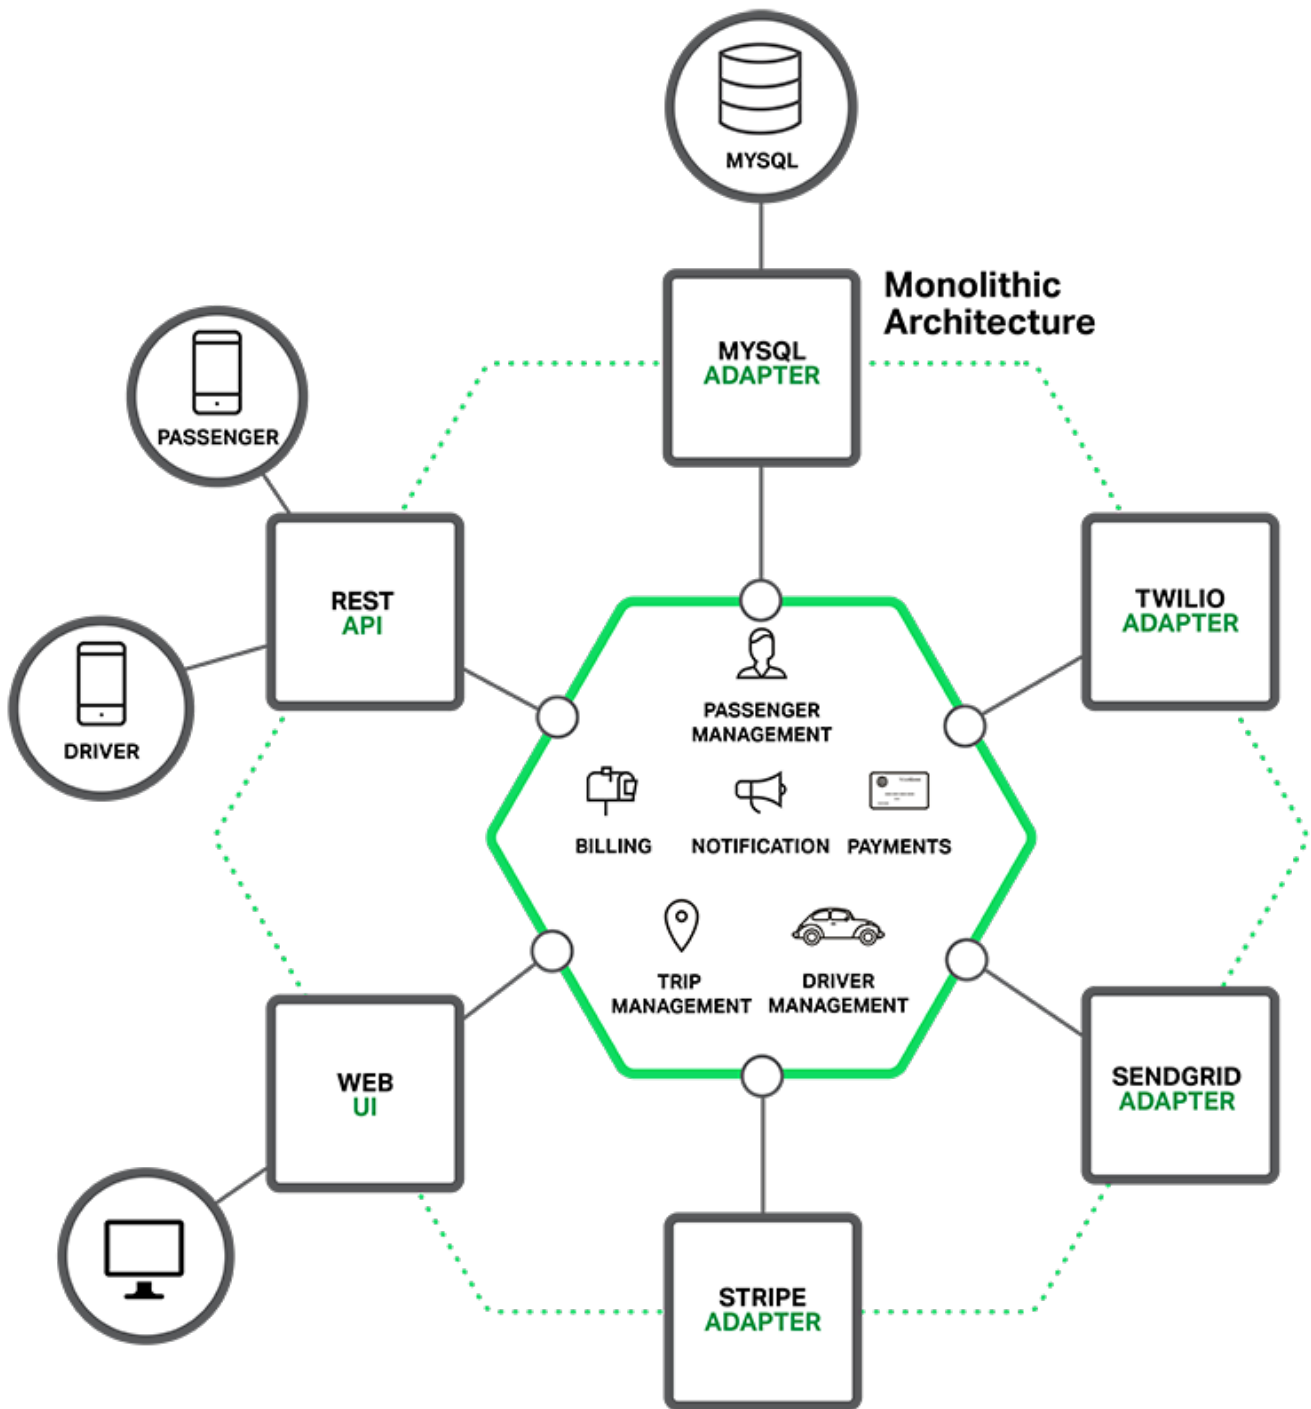 MYSQL
Monolithic
Architecture
MYSQL
ADAPTER
PASSENGER
REST
API
TWILIO
ADAPTER
DRIVER
PASSENGER
MANAGEMENT
BILLING
NOTIFICATION
PAYMENTS
TRIP
MANAGEMENT
DRIVER
MANAGEMENT
WEB
UI
SENDGRID
ADAPTER
STRIPE
ADAPTER